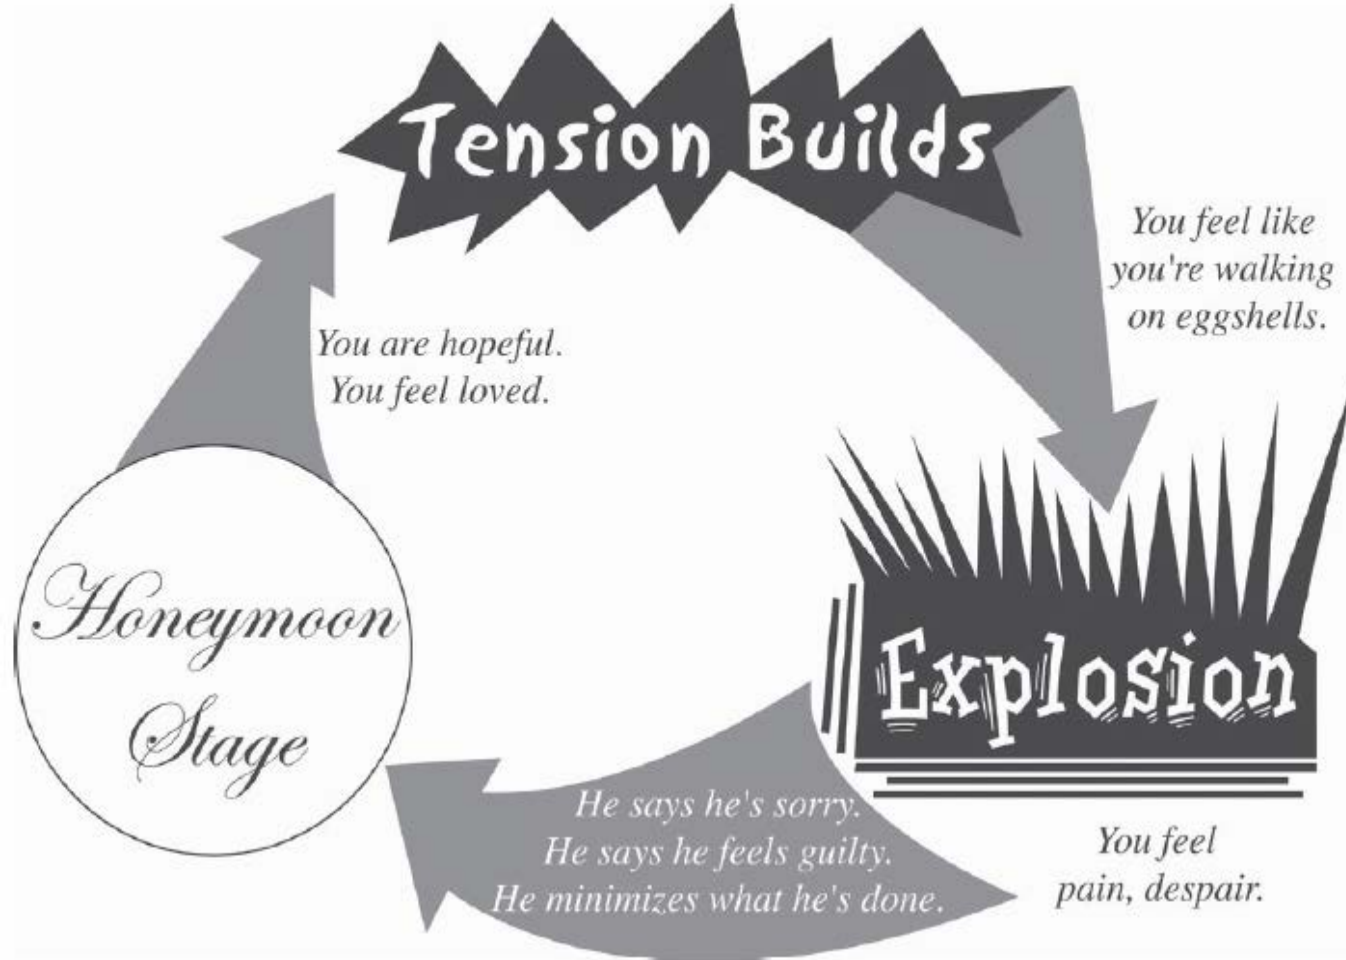 Tension Builds
You feel like
you're walking
on eggshells.
Explosion
You feel
pain, despair.
He says he's sorry.
He says he feels guilty.
He minimizes what he's done.
Honeymoon
Stage
You are hopeful.
You feel loved.